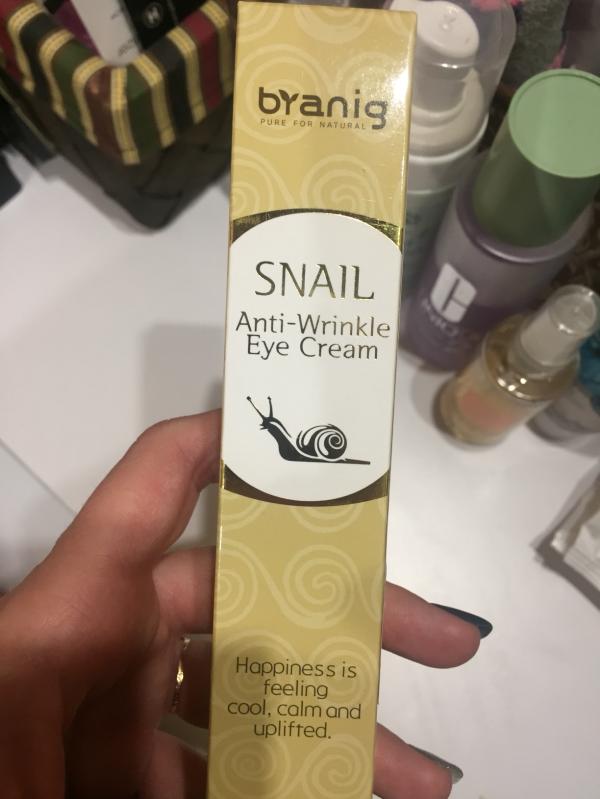 bYanig
PURE FOR NATURAL
SNAIL
Anti-Wrinkle
Eye Cream
Happiness is
feeling
cool, calm and
uplifted.